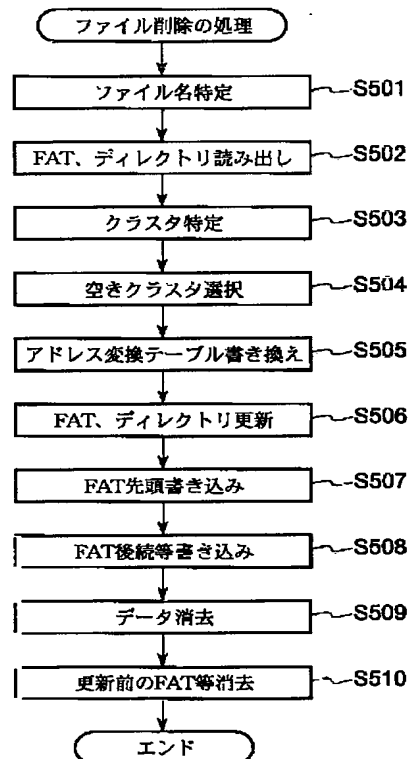 ファイル削除の処理
ファイル名特定 S501
FAT、ディレクトリ読み出し S502
クラスタ特定 S503
空きクラスタ選択 S504
アドレス変換テーブル書き換え S505
FAT、ディレクトリ更新 S506
FAT先頭書き込み S507
FAT後続等書き込み S508
データ消去 S509
更新前のFAT等消去 S510
エンド